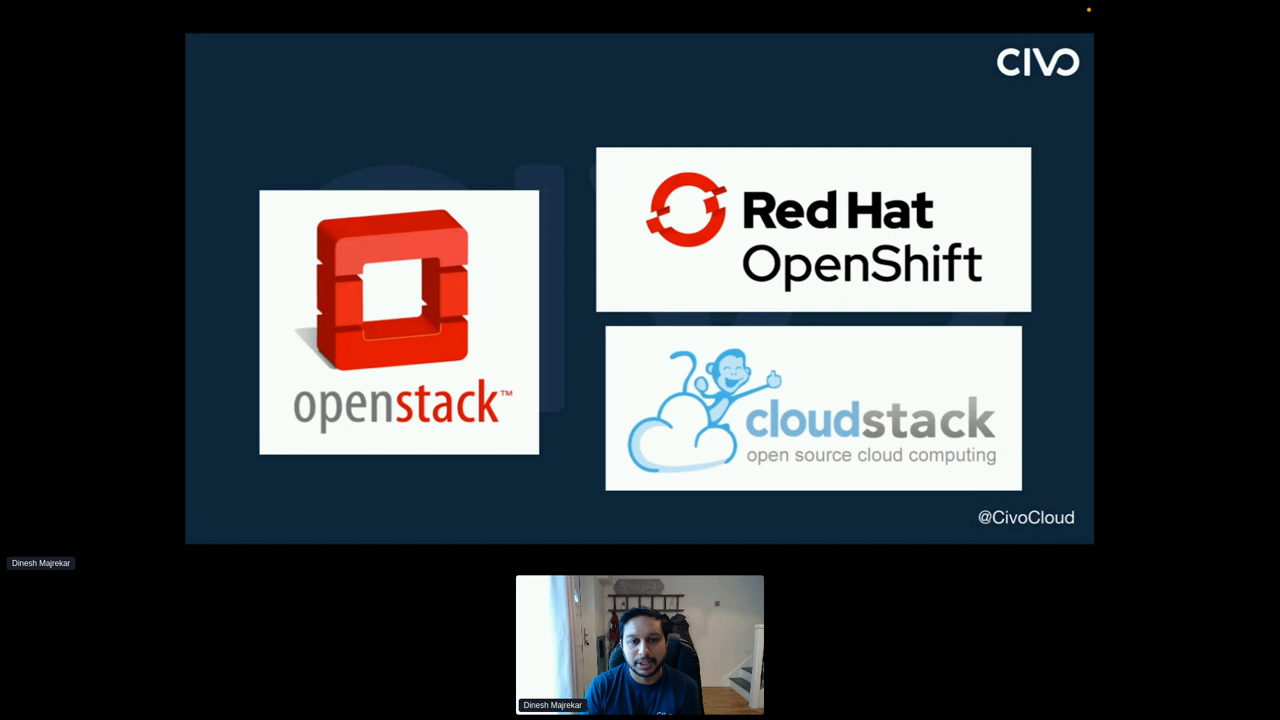 CIVO
Red Hat
OpenShift
openstack™
cloudstack
open source cloud computing
@CivoCloud
Dinesh Majrekar
Dinesh Majrekar